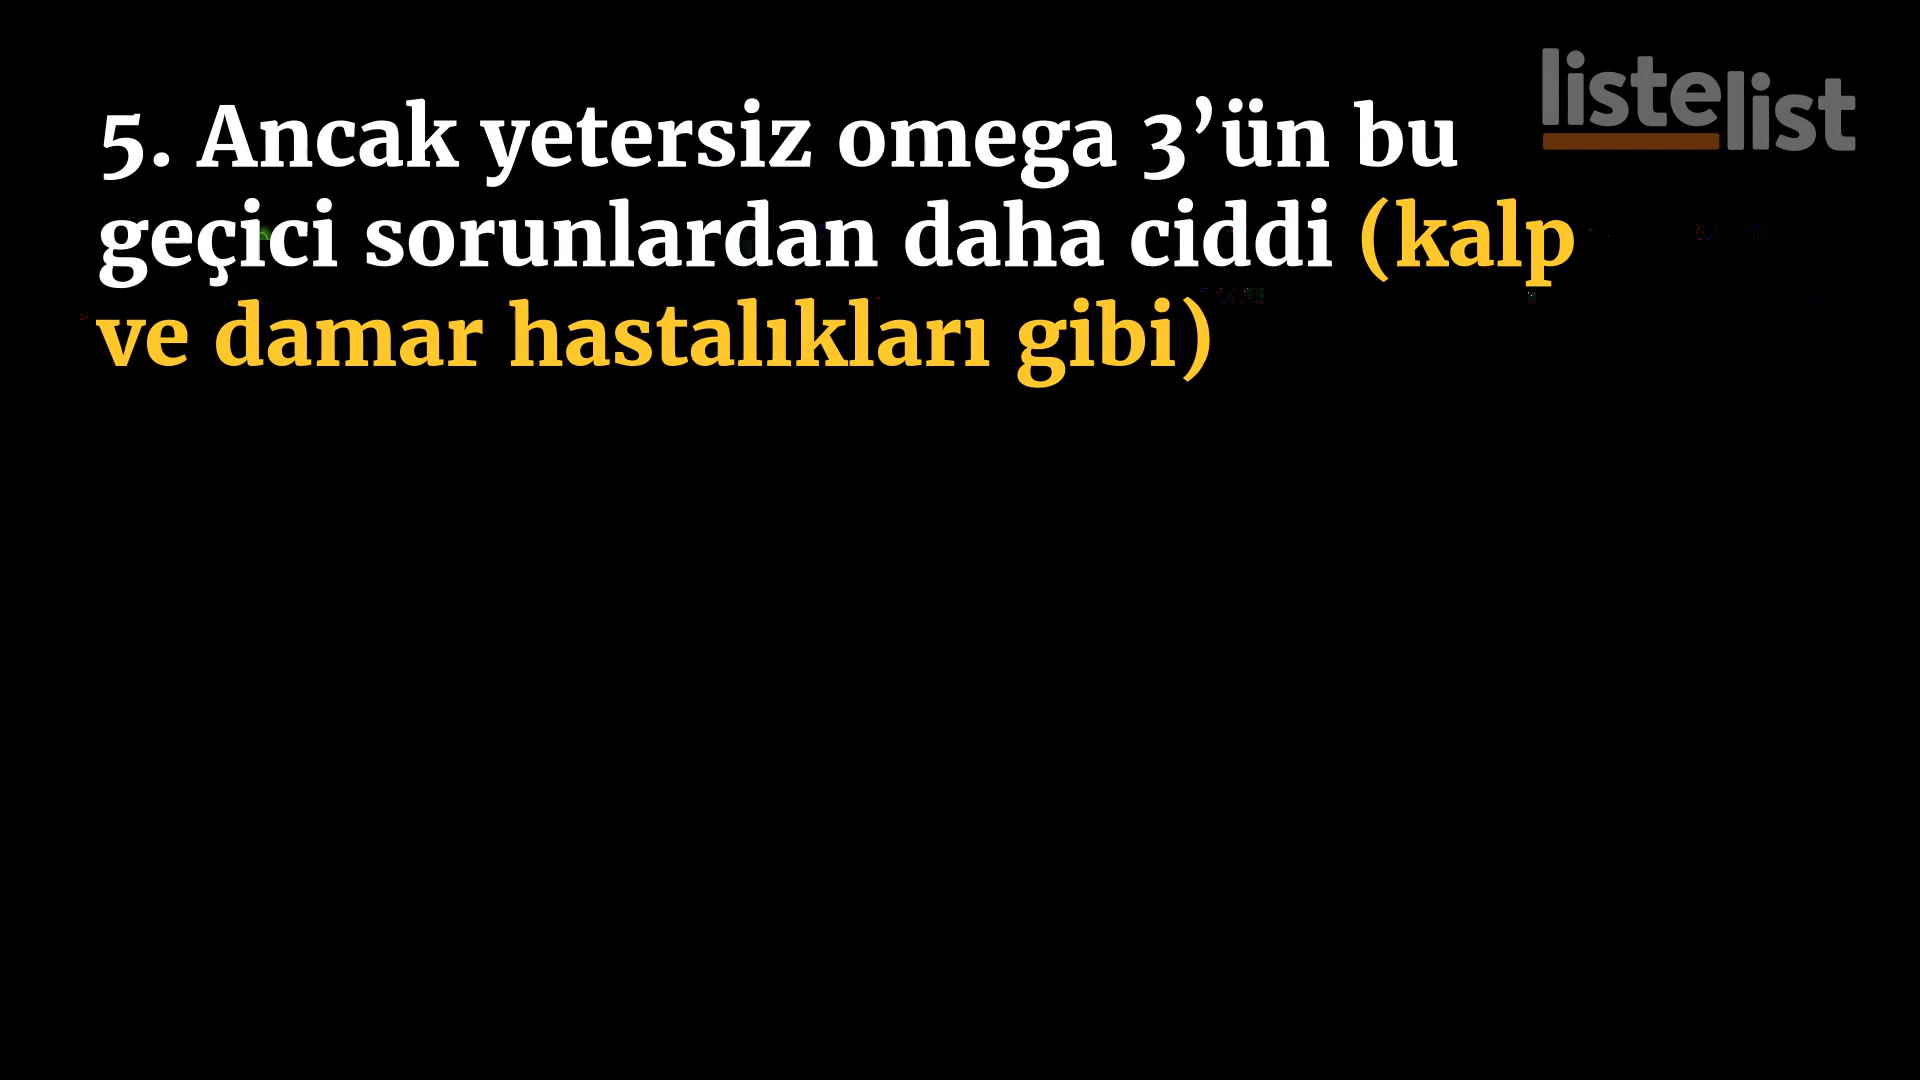 listelist
5. Ancak yetersiz omega 3’ün bu
geçici sorunlardan daha ciddi (kalp
ve damar hastalıkları gibi)